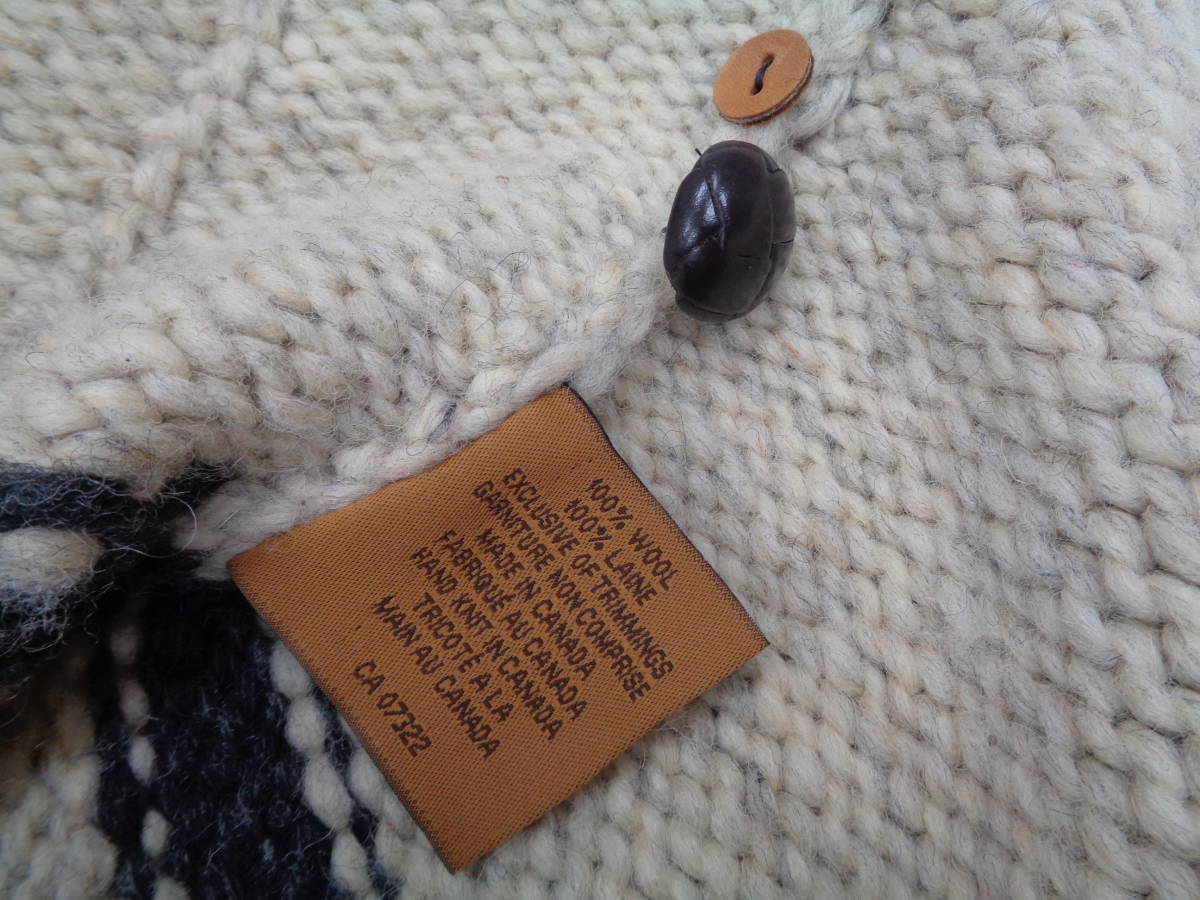 100% WOOL
100% LAINE
EXCLUSIVE OF TRIMMINGS
GARNITURE NON COMPRISE
MADE IN CANADA
FABRIQUÉ AU CANADA
HAND KNIT IN CANADA
TRICOTÉ A LA
MAIN AU CANADA
CA 07322